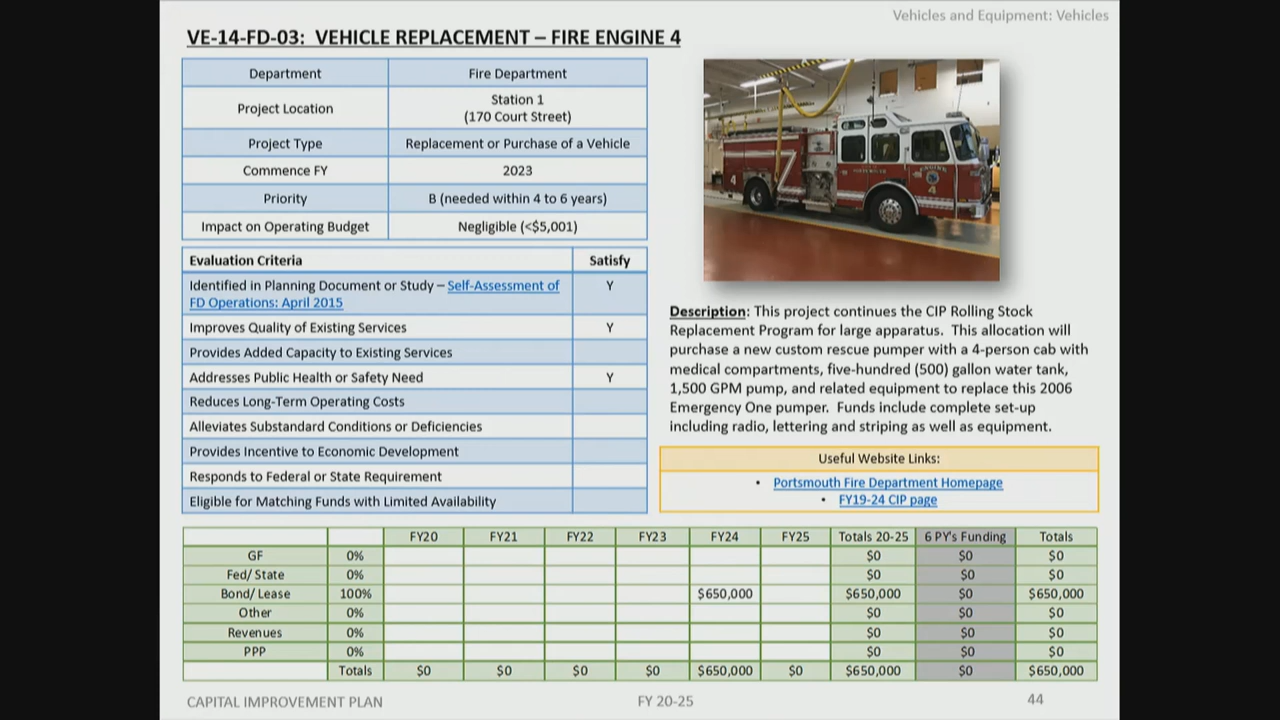 Vehicles and Equipment: Vehicles
VE-14-FD-03: VEHICLE REPLACEMENT – FIRE ENGINE 4
Department Fire Department
Project Location Station 1
(170 Court Street)
Project Type Replacement or Purchase of a Vehicle
Commence FY 2023
Priority B (needed within 4 to 6 years)
Impact on Operating Budget Negligible (<$5,001)
Evaluation Criteria Satisfy
Identified in Planning Document or Study – Self-Assessment of Y
FD Operations: April 2015
Improves Quality of Existing Services Y
Provides Added Capacity to Existing Services
Addresses Public Health or Safety Need Y
Reduces Long-Term Operating Costs
Alleviates Substandard Conditions or Deficiencies
Provides Incentive to Economic Development
Responds to Federal or State Requirement
Eligible for Matching Funds with Limited Availability
4
ENGINE
4
Description: This project continues the CIP Rolling Stock
Replacement Program for large apparatus. This allocation will
purchase a new custom rescue pumper with a 4-person cab with
medical compartments, five-hundred (500) gallon water tank,
1,500 GPM pump, and related equipment to replace this 2006
Emergency One pumper. Funds include complete set-up
including radio, lettering and striping as well as equipment.
Useful Website Links:
• Portsmouth Fire Department Homepage
• FY19-24 CIP page
FY20 FY21 FY22 FY23 FY24 FY25 Totals 20-25 6 PY's Funding Totals
GF 0% $0 $0 $0
Fed/ State 0% $0 $0 $0
Bond/ Lease 100% $650,000 $650,000 $0 $650,000
Other 0% $0 $0 $0
Revenues 0% $0 $0 $0
PPP 0% $0 $0 $0
Totals $0 $0 $0 $0 $650,000 $0 $650,000 $0 $650,000
CAPITAL IMPROVEMENT PLAN FY 20-25 44